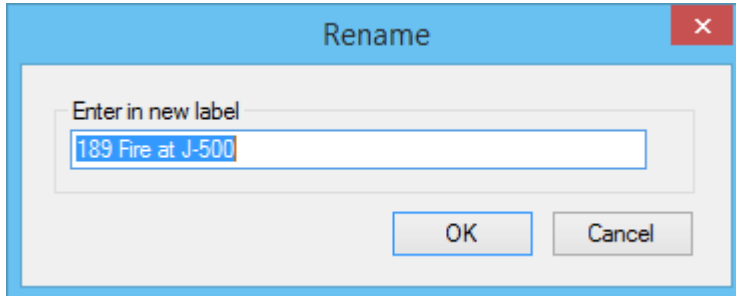 Rename
Enter in new label
189 Fire at J-500
OK
Cancel